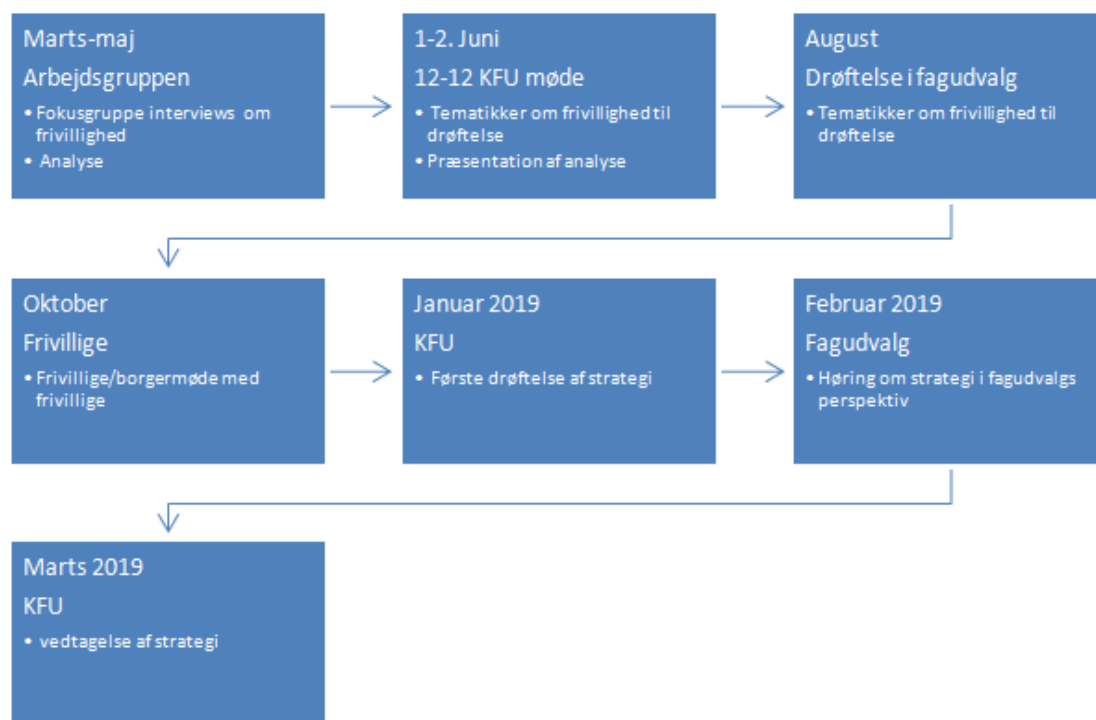 Marts-maj
Arbejdsgruppen
• Fokusgruppe interviews om
frivillighed
• Analyse
1-2. Juni
12-12 KFU møde
• Tematikker om frivillighed til
drøftelse
• Præsentation af analyse
August
Drøftelse i fagudvalg
• Tematikker om frivillighed til
drøftelse
Oktober
Frivillige
• Frivillige/borgermøde med
frivillige
Januar 2019
KFU
• Første drøftelse af strategi
Februar 2019
Fagudvalg
• Høring om strategi i fagudvalgs
perspektiv
Marts 2019
KFU
• vedtagelse af strategi